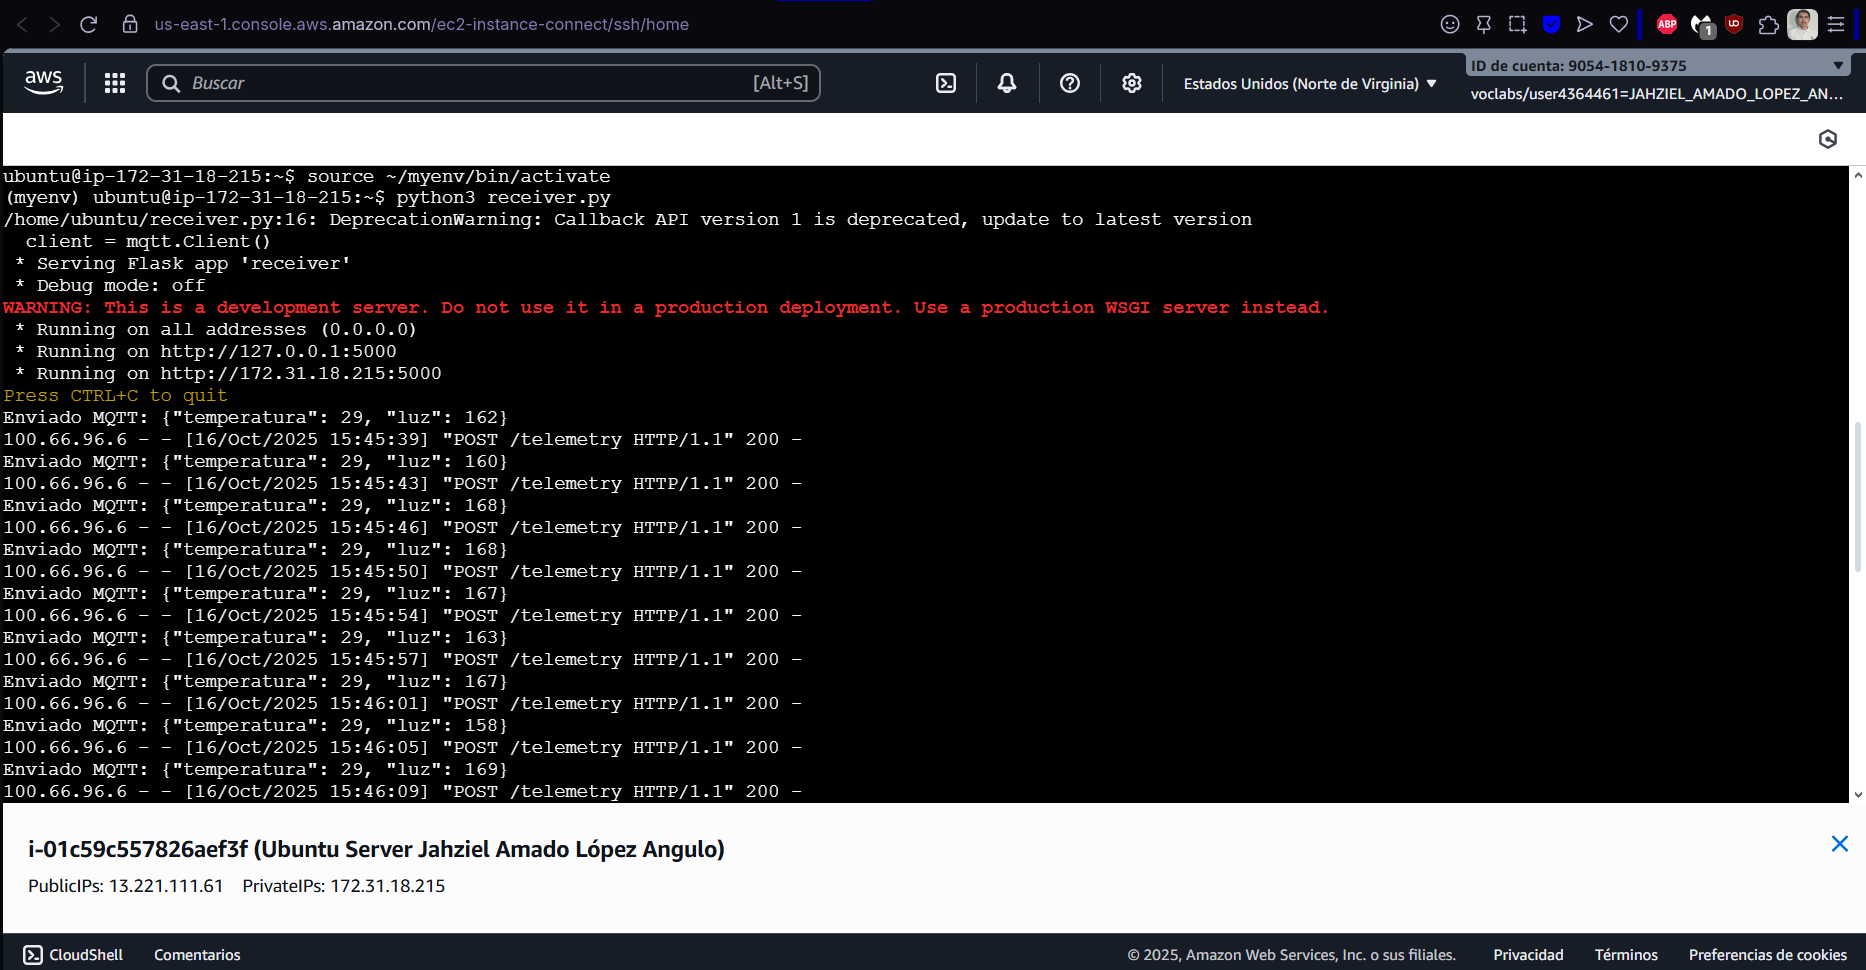 us-east-1.console.aws.amazon.com/ec2-instance-connect/ssh/home
ABP
1
aws
Buscar
[Alt+S]
Estados Unidos (Norte de Virginia) ▼
ID de cuenta: 9054-1810-9375
voclabs/user4364461=JAHZIEL_AMADO_LOPEZ_AN...
ubuntu@ip-172-31-18-215:~$ source ~/myenv/bin/activate
(myenv) ubuntu@ip-172-31-18-215:~$ python3 receiver.py
/home/ubuntu/receiver.py:16: DeprecationWarning: Callback API version 1 is deprecated, update to latest version
  client = mqtt.Client()
 * Serving Flask app 'receiver'
 * Debug mode: off
WARNING: This is a development server. Do not use it in a production deployment. Use a production WSGI server instead.
 * Running on all addresses (0.0.0.0)
 * Running on http://127.0.0.1:5000
 * Running on http://172.31.18.215:5000
Press CTRL+C to quit
Enviado MQTT: {"temperatura": 29, "luz": 162}
100.66.96.6 - - [16/Oct/2025 15:45:39] "POST /telemetry HTTP/1.1" 200 -
Enviado MQTT: {"temperatura": 29, "luz": 160}
100.66.96.6 - - [16/Oct/2025 15:45:43] "POST /telemetry HTTP/1.1" 200 -
Enviado MQTT: {"temperatura": 29, "luz": 168}
100.66.96.6 - - [16/Oct/2025 15:45:46] "POST /telemetry HTTP/1.1" 200 -
Enviado MQTT: {"temperatura": 29, "luz": 168}
100.66.96.6 - - [16/Oct/2025 15:45:50] "POST /telemetry HTTP/1.1" 200 -
Enviado MQTT: {"temperatura": 29, "luz": 167}
100.66.96.6 - - [16/Oct/2025 15:45:54] "POST /telemetry HTTP/1.1" 200 -
Enviado MQTT: {"temperatura": 29, "luz": 163}
100.66.96.6 - - [16/Oct/2025 15:45:57] "POST /telemetry HTTP/1.1" 200 -
Enviado MQTT: {"temperatura": 29, "luz": 167}
100.66.96.6 - - [16/Oct/2025 15:46:01] "POST /telemetry HTTP/1.1" 200 -
Enviado MQTT: {"temperatura": 29, "luz": 158}
100.66.96.6 - - [16/Oct/2025 15:46:05] "POST /telemetry HTTP/1.1" 200 -
Enviado MQTT: {"temperatura": 29, "luz": 169}
100.66.96.6 - - [16/Oct/2025 15:46:09] "POST /telemetry HTTP/1.1" 200 -
i-01c59c557826aef3f (Ubuntu Server Jahziel Amado López Angulo)
PublicIPs: 13.221.111.61 PrivateIPs: 172.31.18.215
CloudShell
Comentarios
© 2025, Amazon Web Services, Inc. o sus filiales.
Privacidad
Términos
Preferencias de cookies